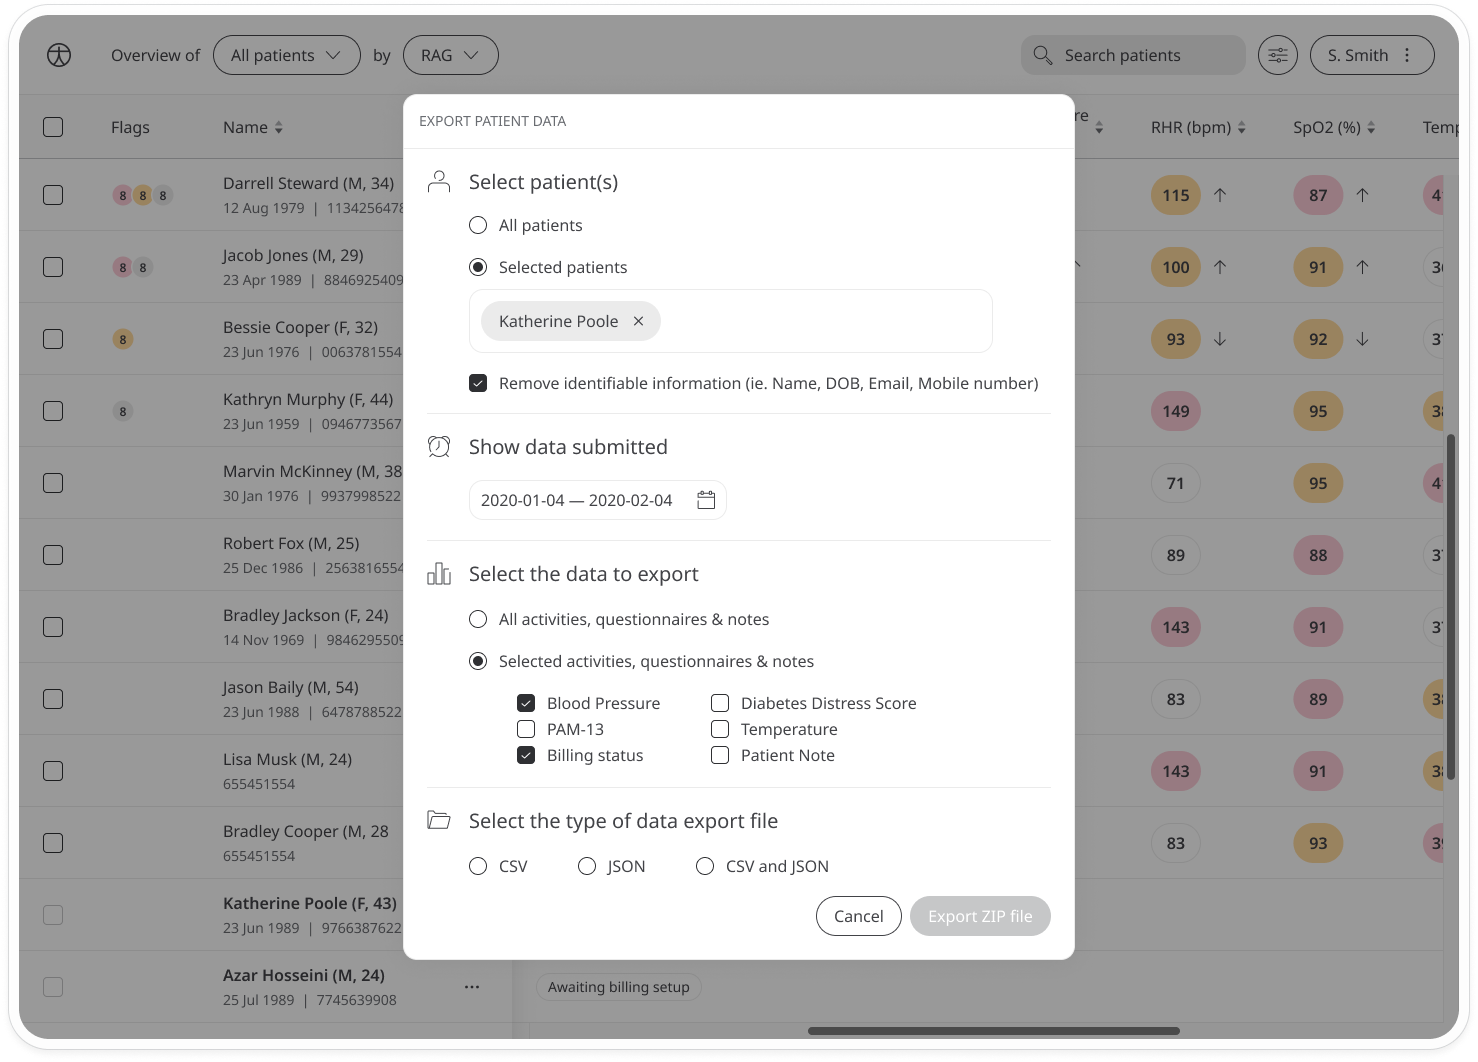 Overview of All patients by RAG Search patients S. Smith
EXPORT PATIENT DATA
Flags Name re RHR (bpm) SpO2 (%) Temp
Darrell Steward (M, 34)
12 Aug 1979 | 1134256478
8 8 8 115 87 4
Jacob Jones (M, 29)
23 Apr 1989 | 8846925409
8 8 100 91 3
Bessie Cooper (F, 32)
23 Jun 1976 | 0063781554
8 93 92 3
Kathryn Murphy (F, 44)
23 Jun 1959 | 0946773567
8 149 95 3
Marvin McKinney (M, 38
30 Jan 1976 | 9937998522
71 95 4
Robert Fox (M, 25)
25 Dec 1986 | 2563816554
89 88 3
Bradley Jackson (F, 24)
14 Nov 1969 | 9846295509
143 91 3
Jason Baily (M, 54)
23 Jun 1988 | 6478788522
83 89 3
Lisa Musk (M, 24)
655451554
143 91 3
Bradley Cooper (M, 28
655451554
83 93 3
Katherine Poole (F, 43)
23 Jun 1989 | 9766387622
Azar Hosseini (M, 24)
25 Jul 1989 | 7745639908
Awaiting billing setup
Select patient(s)
All patients
Selected patients
Katherine Poole
Remove identifiable information (ie. Name, DOB, Email, Mobile number)
Show data submitted
2020-01-04 — 2020-02-04
Select the data to export
All activities, questionnaires & notes
Selected activities, questionnaires & notes
Blood Pressure Diabetes Distress Score
PAM-13 Temperature
Billing status Patient Note
Select the type of data export file
CSV JSON CSV and JSON
Cancel Export ZIP file